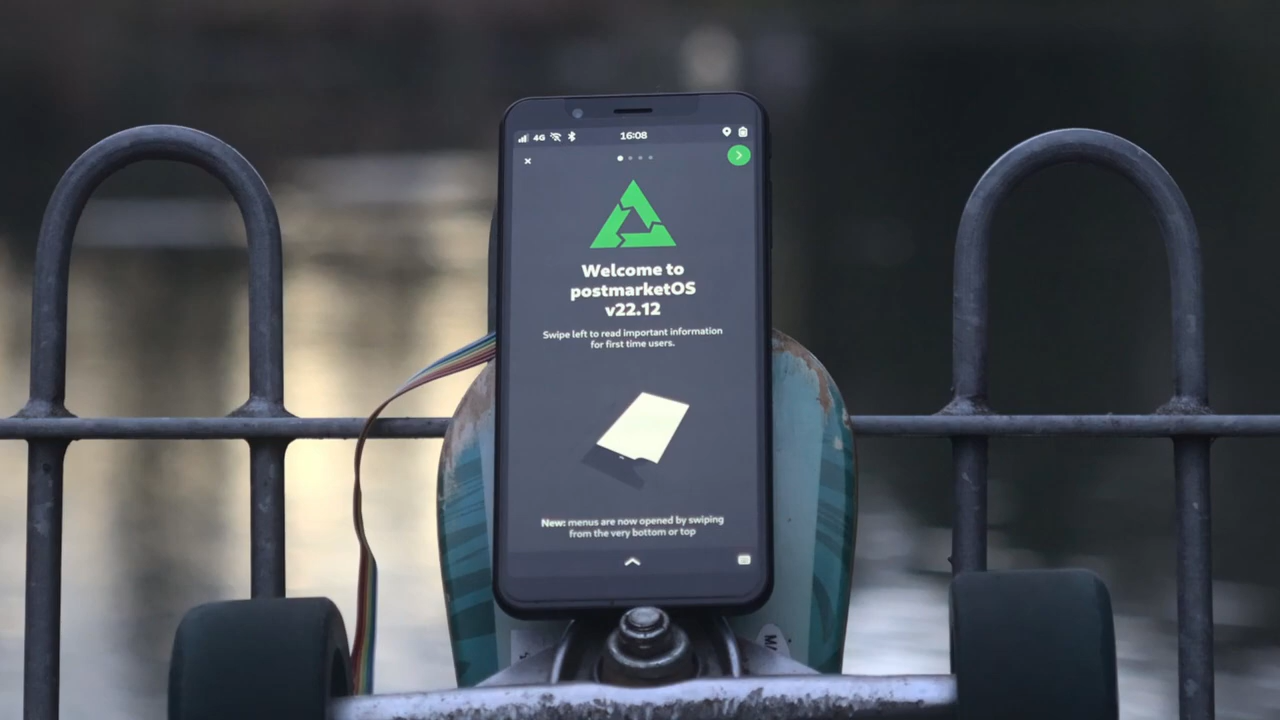 4G
16:08
Welcome to
postmarketOS
v22.12
Swipe left to read important information
for first time users.
New: menus are now opened by swiping
from the very bottom or top